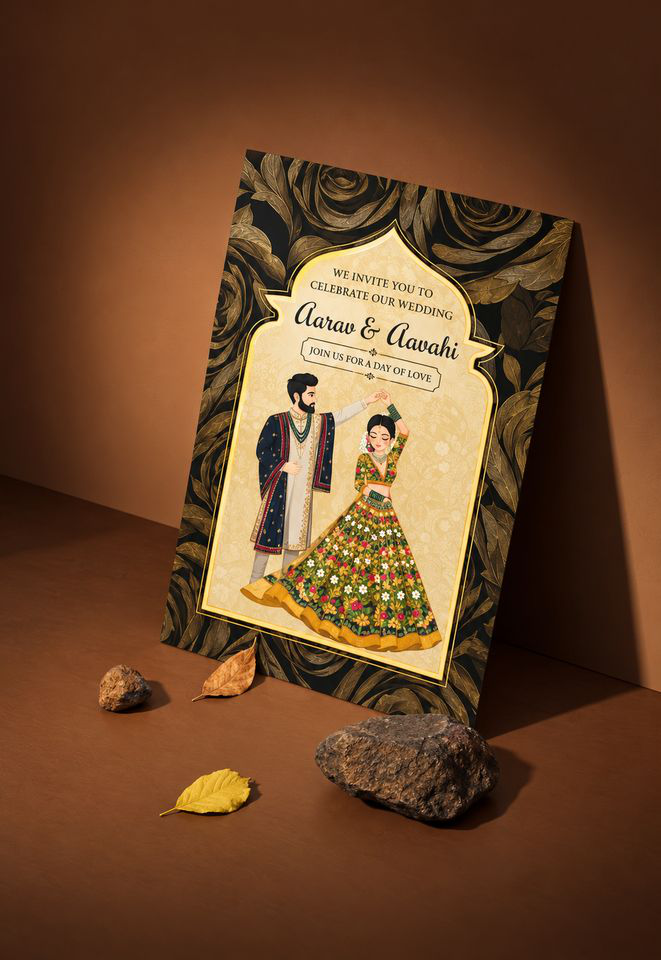 WE INVITE YOU TO
CELEBRATE OUR WEDDING
Aarav & Aavahi
JOIN US FOR A DAY OF LOVE